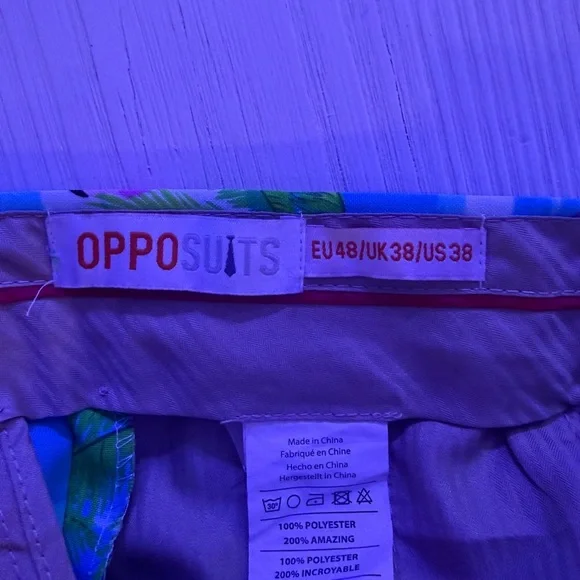 OPPOSUITS
EU48/UK38/US38
Made in China
Fabriqué en Chine
Hecho en China
Hergestellt in China
30°
100% POLYESTER
200% AMAZING
100% POLYESTER
200% INCROYABLE